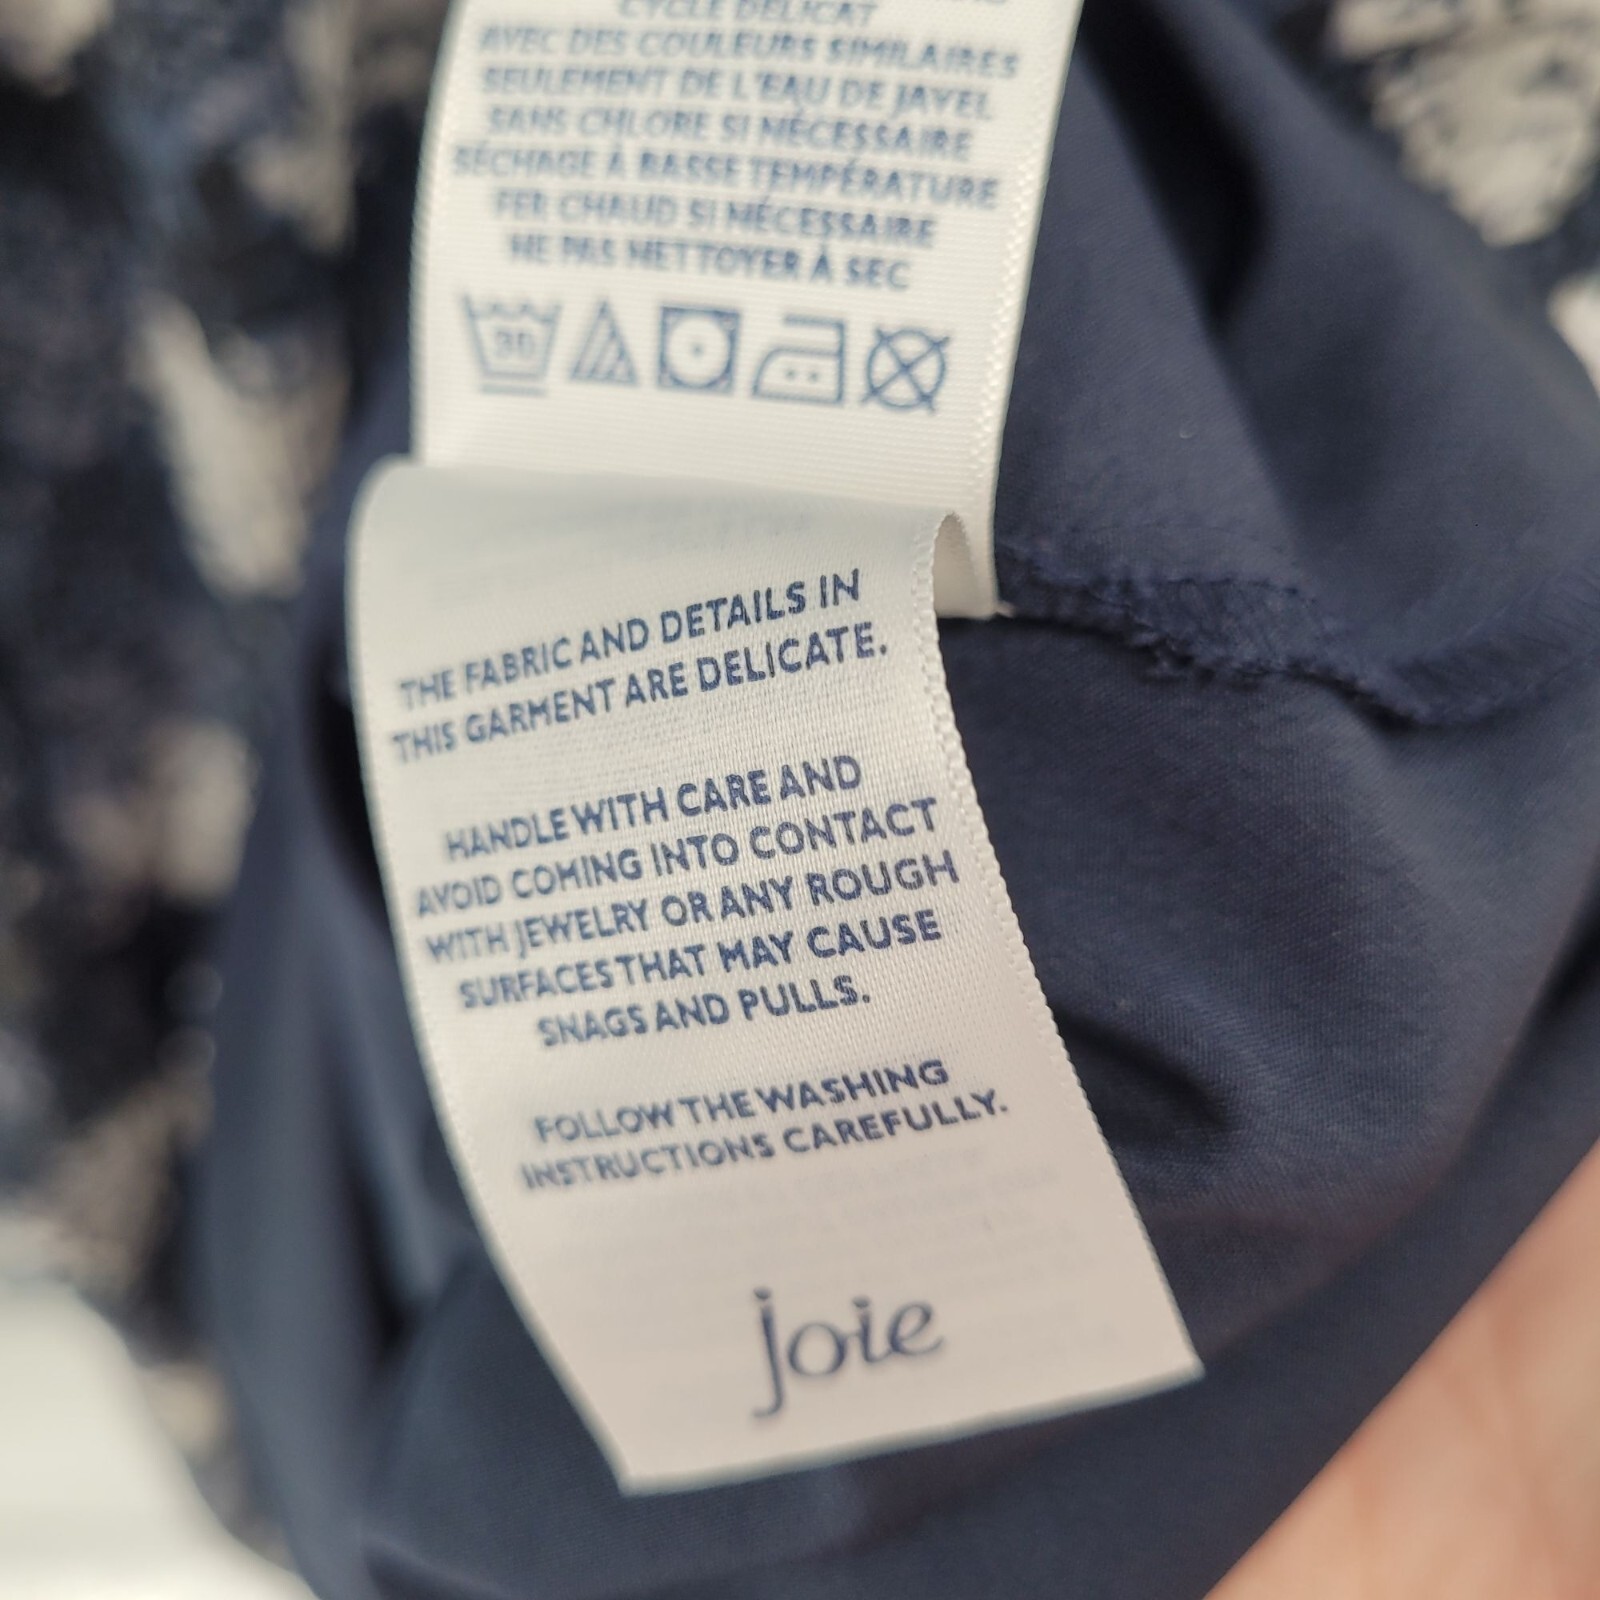 CYCLE DÉLICAT
AVEC DES COULEURS SIMILAIRES
SEULEMENT DE L'EAU DE JAVEL
SANS CHLORE SI NÉCESSAIRE
SÉCHAGE À BASSE TEMPÉRATURE
FER CHAUD SI NÉCESSAIRE
NE PAS NETTOYER À SEC
30
THE FABRIC AND DETAILS IN
THIS GARMENT ARE DELICATE.
HANDLE WITH CARE AND
AVOID COMING INTO CONTACT
WITH JEWELRY OR ANY ROUGH
SURFACES THAT MAY CAUSE
SNAGS AND PULLS.
FOLLOW THE WASHING
INSTRUCTIONS CAREFULLY.
joie